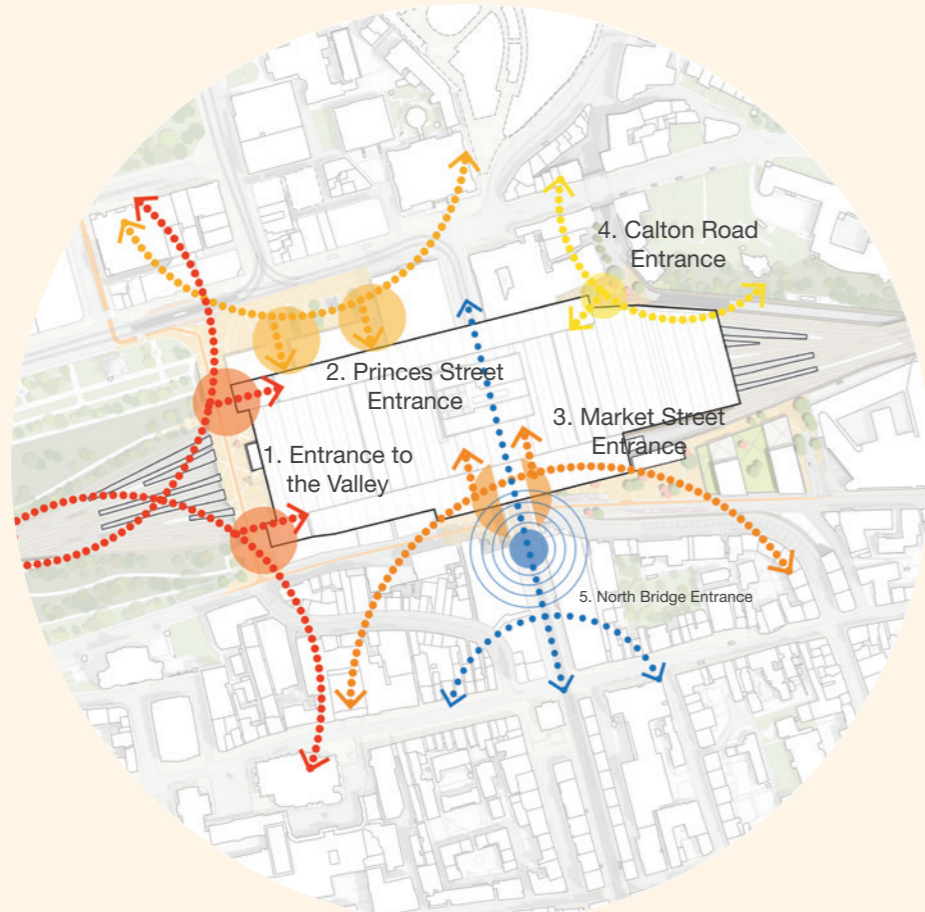 4. Calton Road
Entrance
2. Princes Street
Entrance
3. Market Street
Entrance
1. Entrance to
the Valley
5. North Bridge Entrance